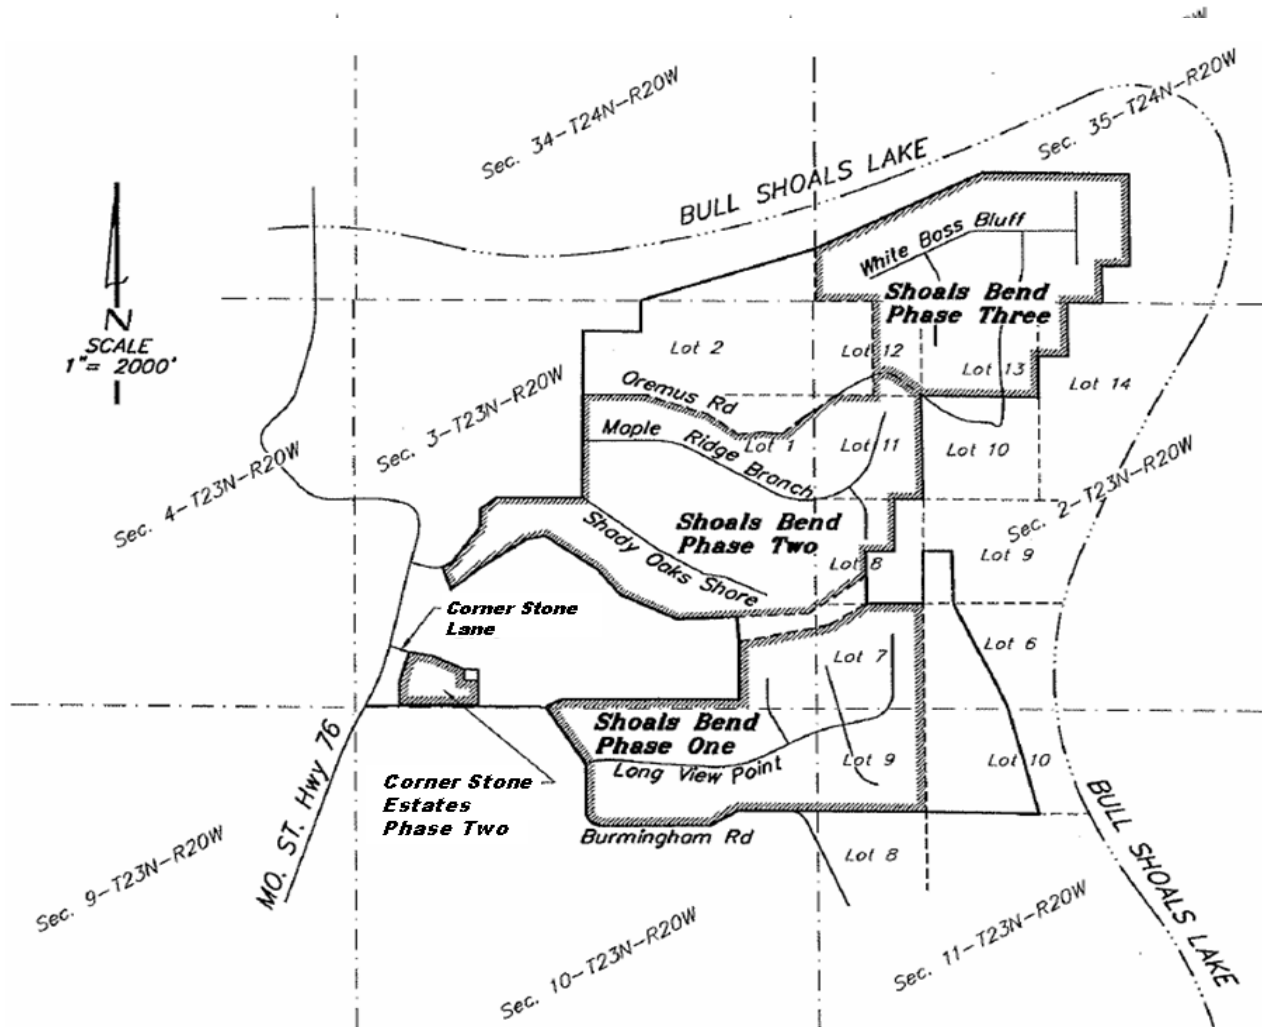 Sec. 34-T24N-R20W
Sec. 35-T24N-R20W
BULL SHOALS LAKE
White Bass Bluff
Shoals Bend
Phase Three
N
SCALE
1"= 2000'
Lot 2
Lot 12
Lot 13
Lot 14
Oremus Rd
Sec. 3-T23N-R20W
Maple Ridge Branch
Lot 1
Lot 11
Lot 10
Sec. 4-T23N-R20W
Sec. 2-T23N-R20W
Shoals Bend
Phase Two
Shady Oaks Shore
Lot 8
Lot 9
Corner Stone
Lane
Lot 7
Lot 6
Shoals Bend
Phase One
Long View Point
Lot 9
Lot 10
MO. ST. Hwy 76
Corner Stone
Estates
Phase Two
Burmingham Rd
Lot 8
BULL SHOALS LAKE
Sec. 9-T23N-R20W
Sec. 10-T23N-R20W
Sec. 11-T23N-R20W